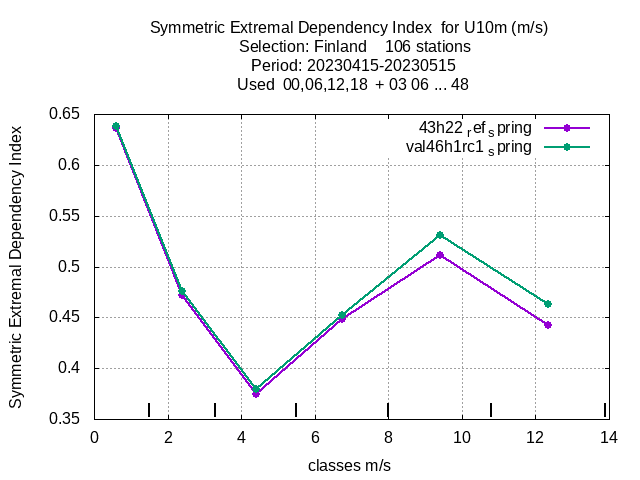 Symmetric Extremal Dependency Index for U10m (m/s)
Selection: Finland 106 stations
Period: 20230415-20230515
Used 00,06,12,18 + 03 06 ... 48
43h22 ref spring
val46h1rc1 spring
Symmetric Extremal Dependency Index
0.65
0.6
0.55
0.5
0.45
0.4
0.35
0 2 4 6 8 10 12 14
classes m/s